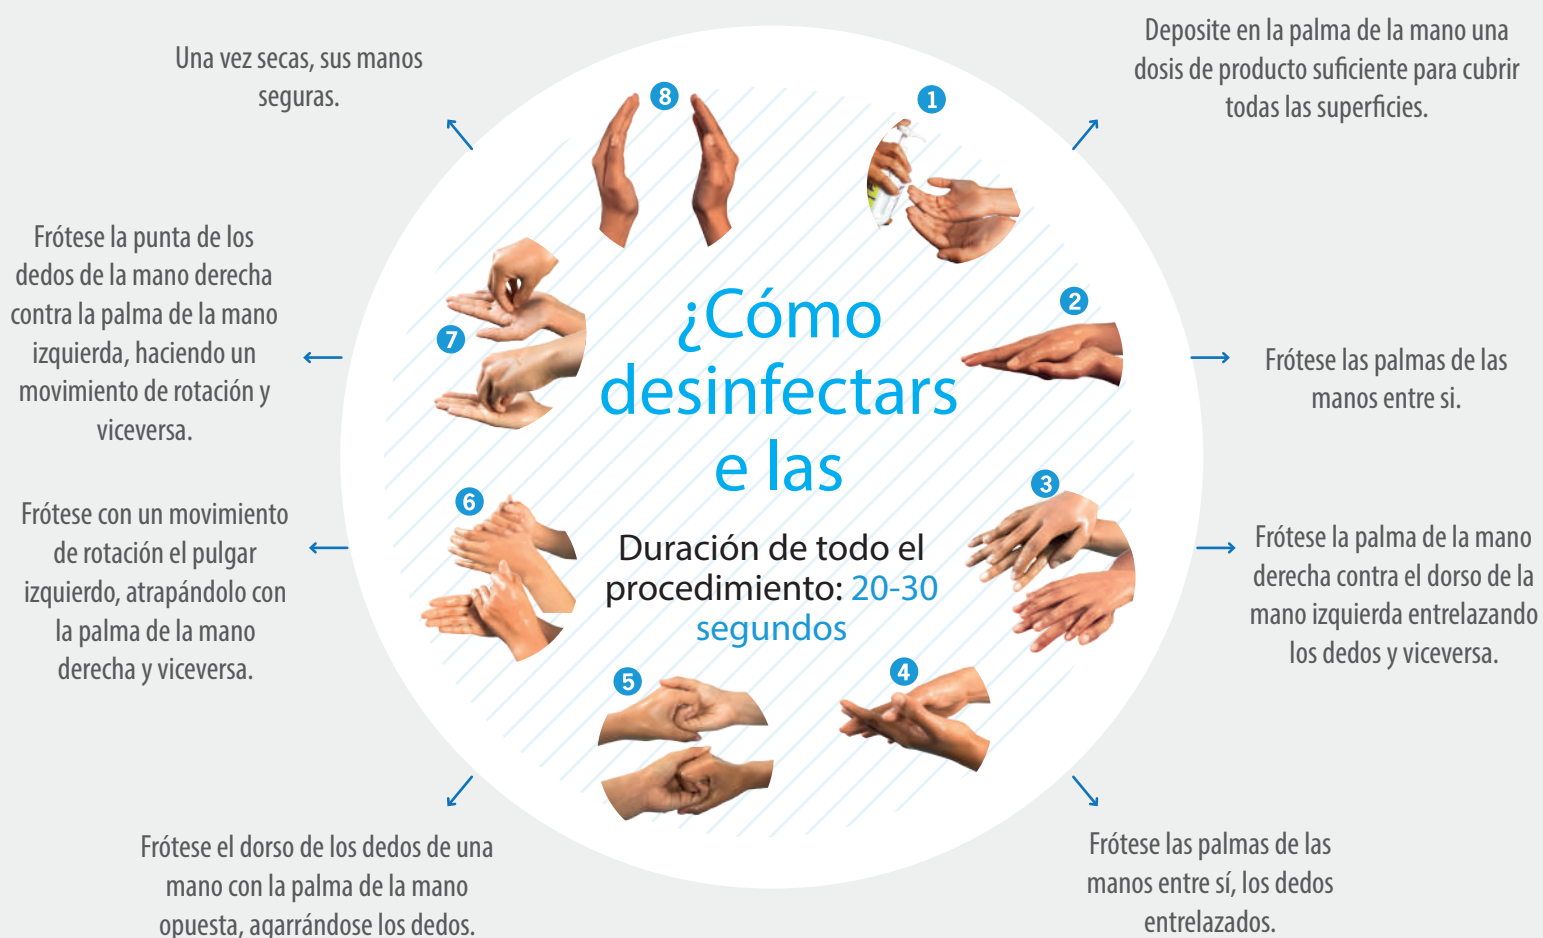 ¿Cómo
desinfectars
e las
Duración de todo el
procedimiento: 20-30
segundos
1
Deposite en la palma de la mano una
dosis de producto suficiente para cubrir
todas las superficies.
2
Frótese las palmas de las
manos entre si.
3
Frótese la palma de la mano
derecha contra el dorso de la
mano izquierda entrelazando
los dedos y viceversa.
4
Frótese las palmas de las
manos entre sí, los dedos
entrelazados.
5
Frótese el dorso de los dedos de una
mano con la palma de la mano
opuesta, agarrándose los dedos.
6
Frótese con un movimiento
de rotación el pulgar
izquierdo, atrapándolo con
la palma de la mano
derecha y viceversa.
7
Frótese la punta de los
dedos de la mano derecha
contra la palma de la mano
izquierda, haciendo un
movimiento de rotación y
viceversa.
8
Una vez secas, sus manos
seguras.